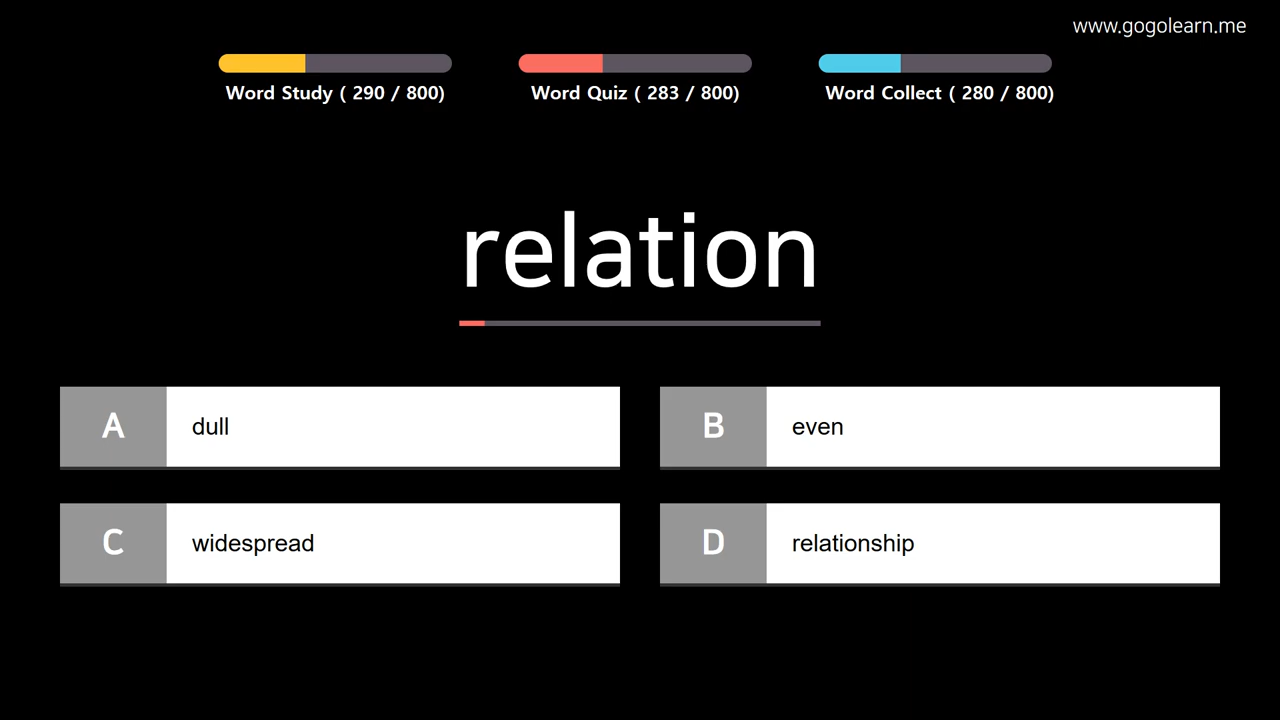 www.gogolearn.me
Word Study ( 290 / 800)
Word Quiz ( 283 / 800)
Word Collect ( 280 / 800)
relation
A dull
B even
C widespread
D relationship